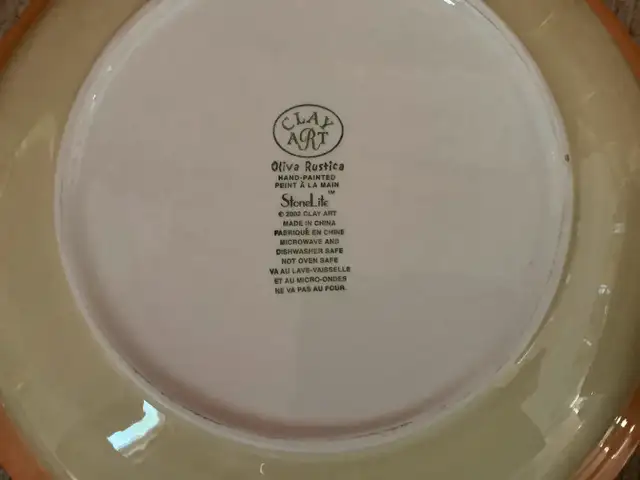 CLAY
ART
Oliva Rustica
HAND-PAINTED
PEINT À LA MAIN
StoneLite™
© 2002 CLAY ART
MADE IN CHINA
FABRIQUÉ EN CHINE
MICROWAVE AND
DISHWASHER SAFE
NOT OVEN SAFE
VA AU LAVE-VAISSELLE
ET AU MICRO-ONDES
NE VA PAS AU FOUR.